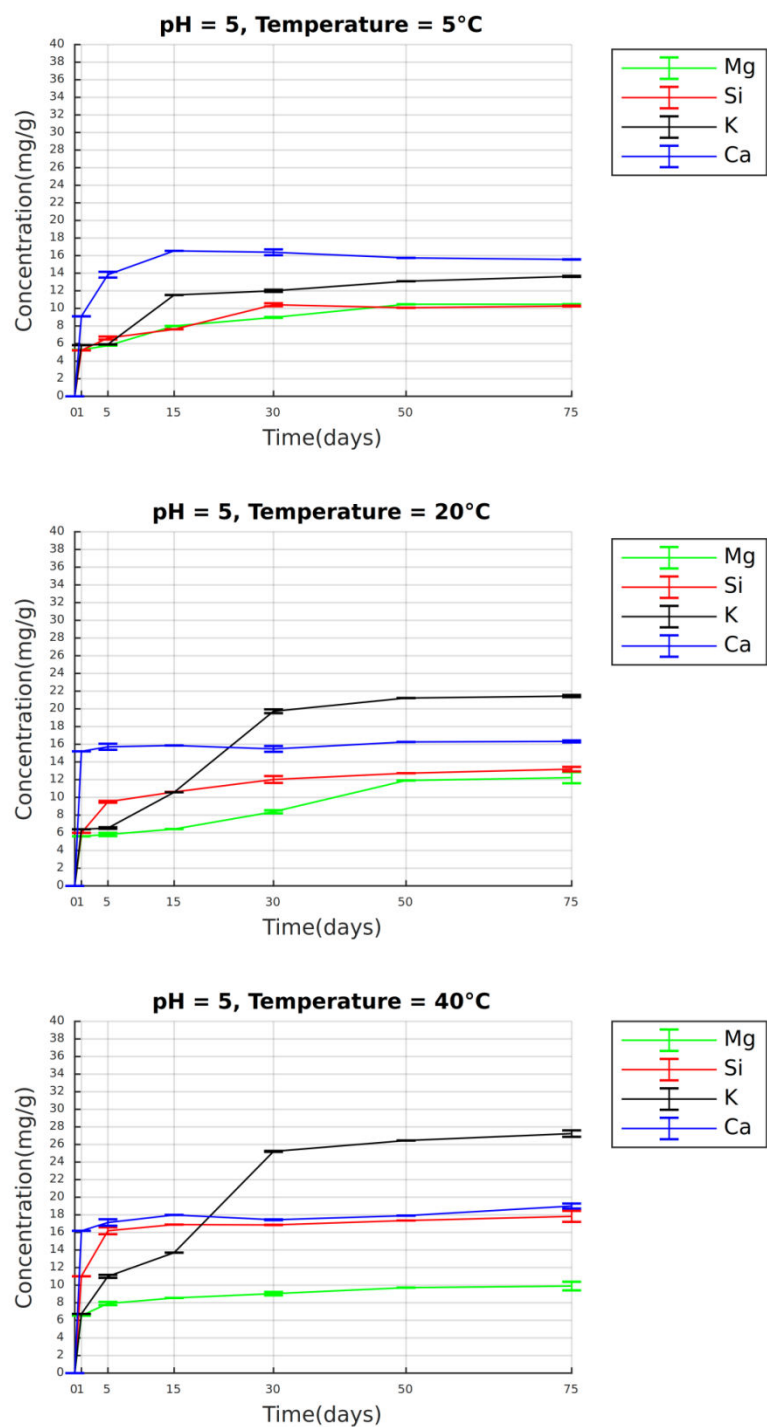 pH = 5, Temperature = 5°C
40
38
36
34
32
30
28
26
24
22
20
18
16
14
12
10
8
6
4
2
0
Concentration(mg/g)
01 5 15 30 50 75
Time(days)
Mg
Si
K
Ca
pH = 5, Temperature = 20°C
40
38
36
34
32
30
28
26
24
22
20
18
16
14
12
10
8
6
4
2
0
Concentration(mg/g)
01 5 15 30 50 75
Time(days)
Mg
Si
K
Ca
pH = 5, Temperature = 40°C
40
38
36
34
32
30
28
26
24
22
20
18
16
14
12
10
8
6
4
2
0
Concentration(mg/g)
01 5 15 30 50 75
Time(days)
Mg
Si
K
Ca